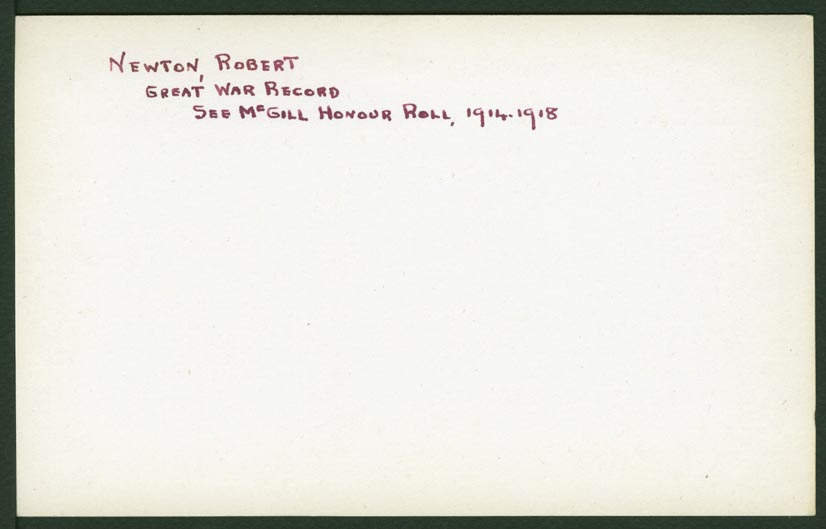 NEWTON, ROBERT
GREAT WAR RECORD
SEE McGILL HONOUR ROLL, 1914-1918